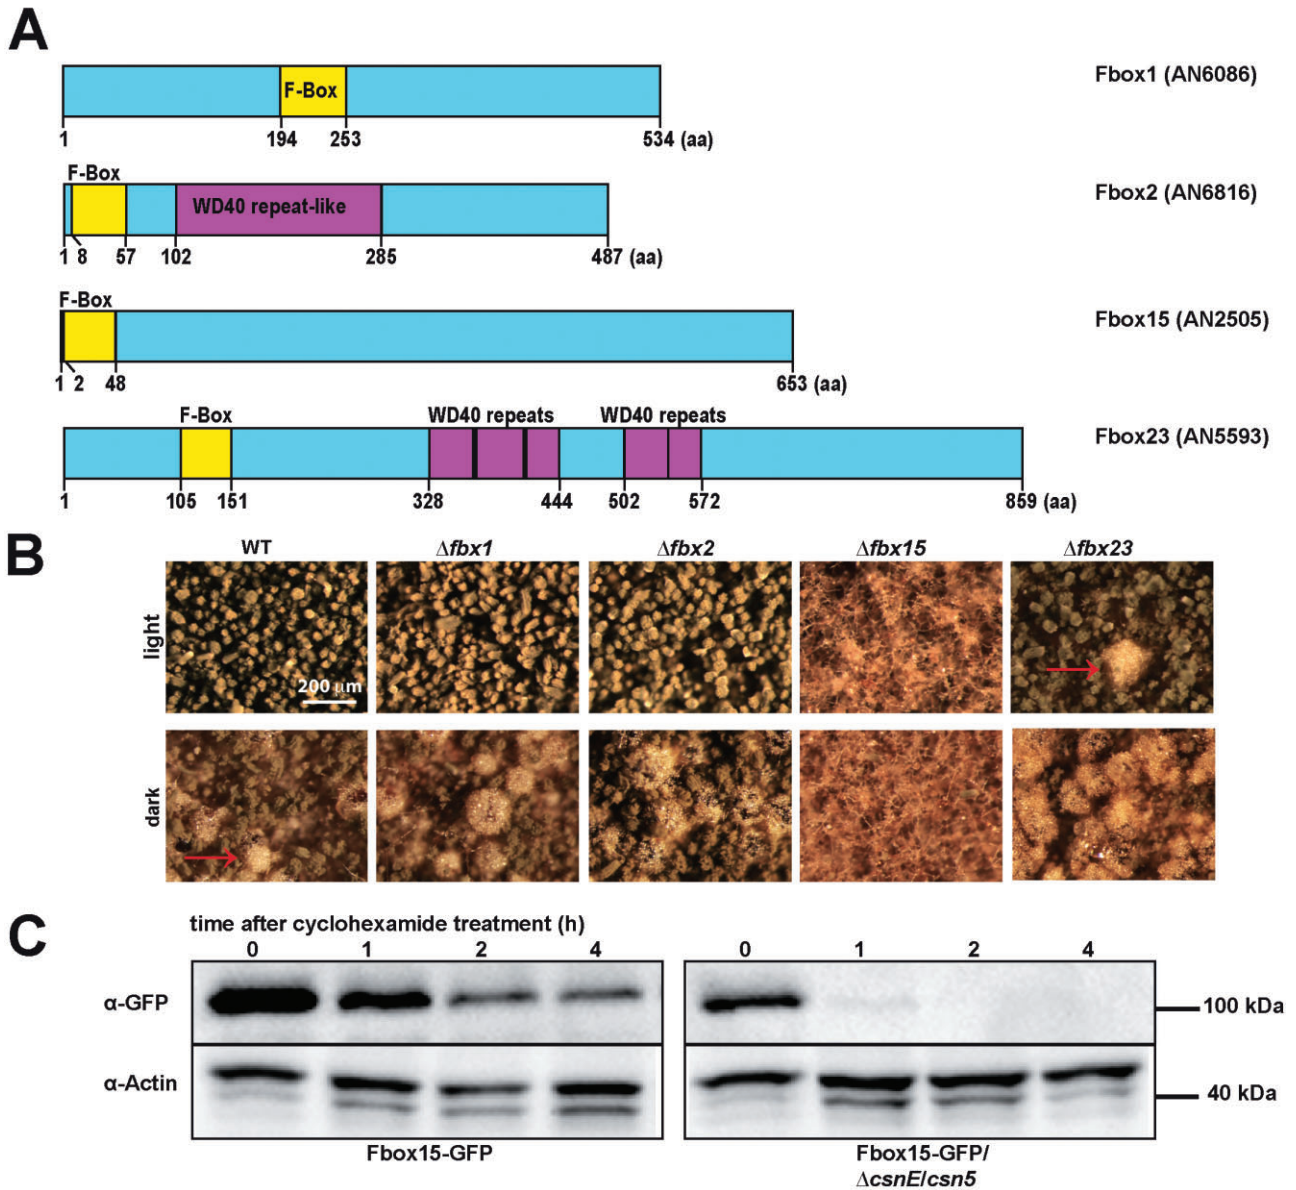 A
F-Box
Fbox1 (AN6086)
1 194 253 534 (aa)
F-Box
WD40 repeat-like
Fbox2 (AN6816)
1 8 57 102 285 487 (aa)
F-Box
Fbox15 (AN2505)
1 2 48 653 (aa)
F-Box WD40 repeats WD40 repeats
Fbox23 (AN5593)
1 105 151 328 444 502 572 859 (aa)
B
WT Δfbx1 Δfbx2 Δfbx15 Δfbx23
light
200 μm
dark
C
time after cyclohexamide treatment (h)
0 1 2 4 0 1 2 4
α-GFP
100 kDa
α-Actin
40 kDa
Fbox15-GFP
Fbox15-GFP/
ΔcsnE/csn5